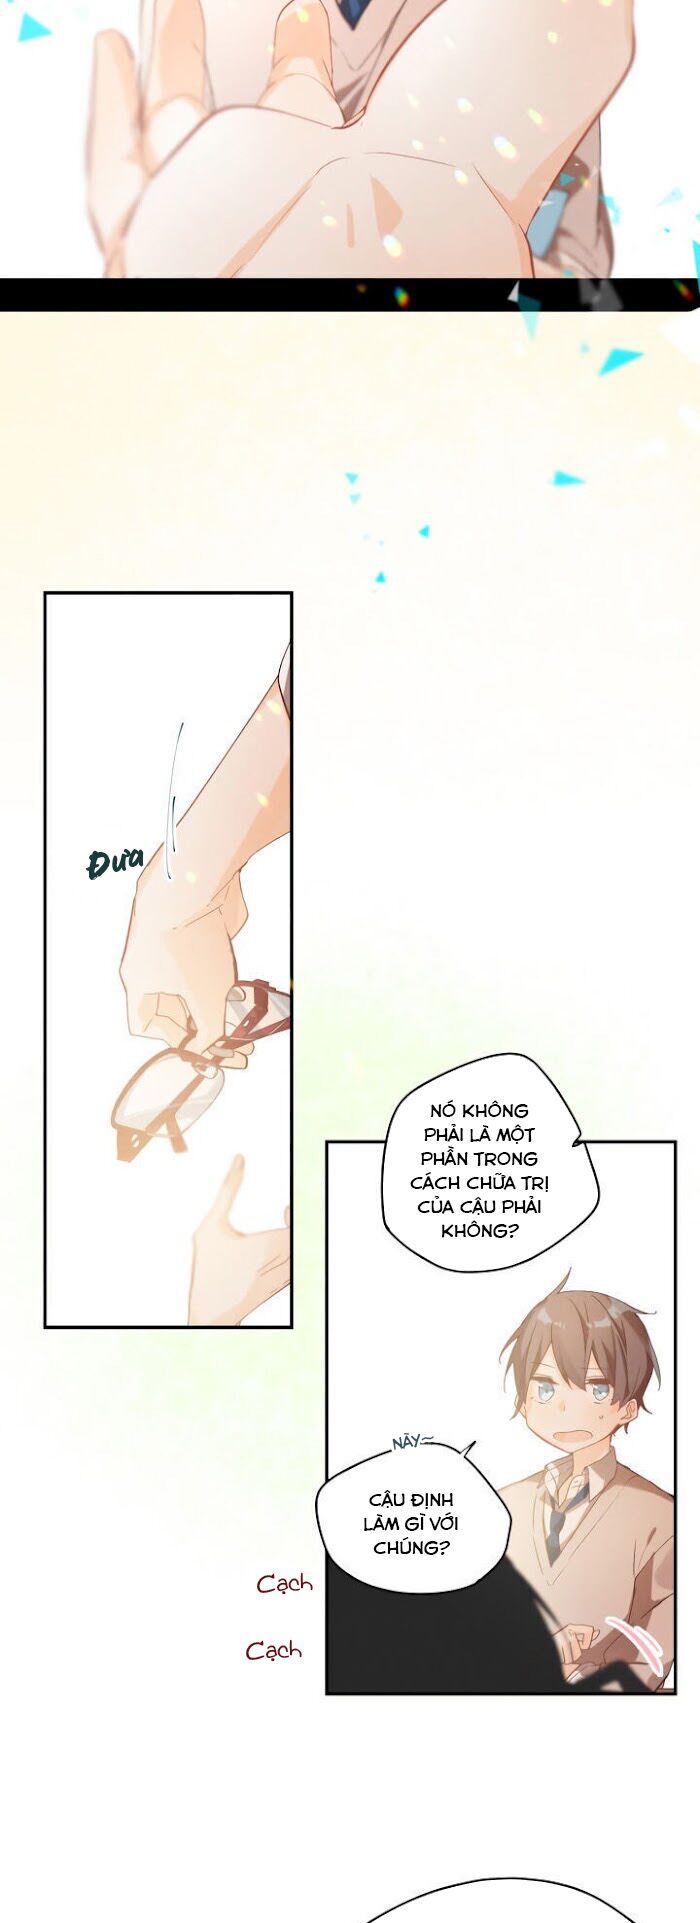 Đưa
NÓ KHÔNG
PHẢI LÀ MỘT
PHẦN TRONG
CÁCH CHỮA TRỊ
CỦA CẬU PHẢI
KHÔNG?
NÀY~
CẬU ĐỊNH
LÀM GÌ VỚI
CHÚNG?
Cạch
Cạch